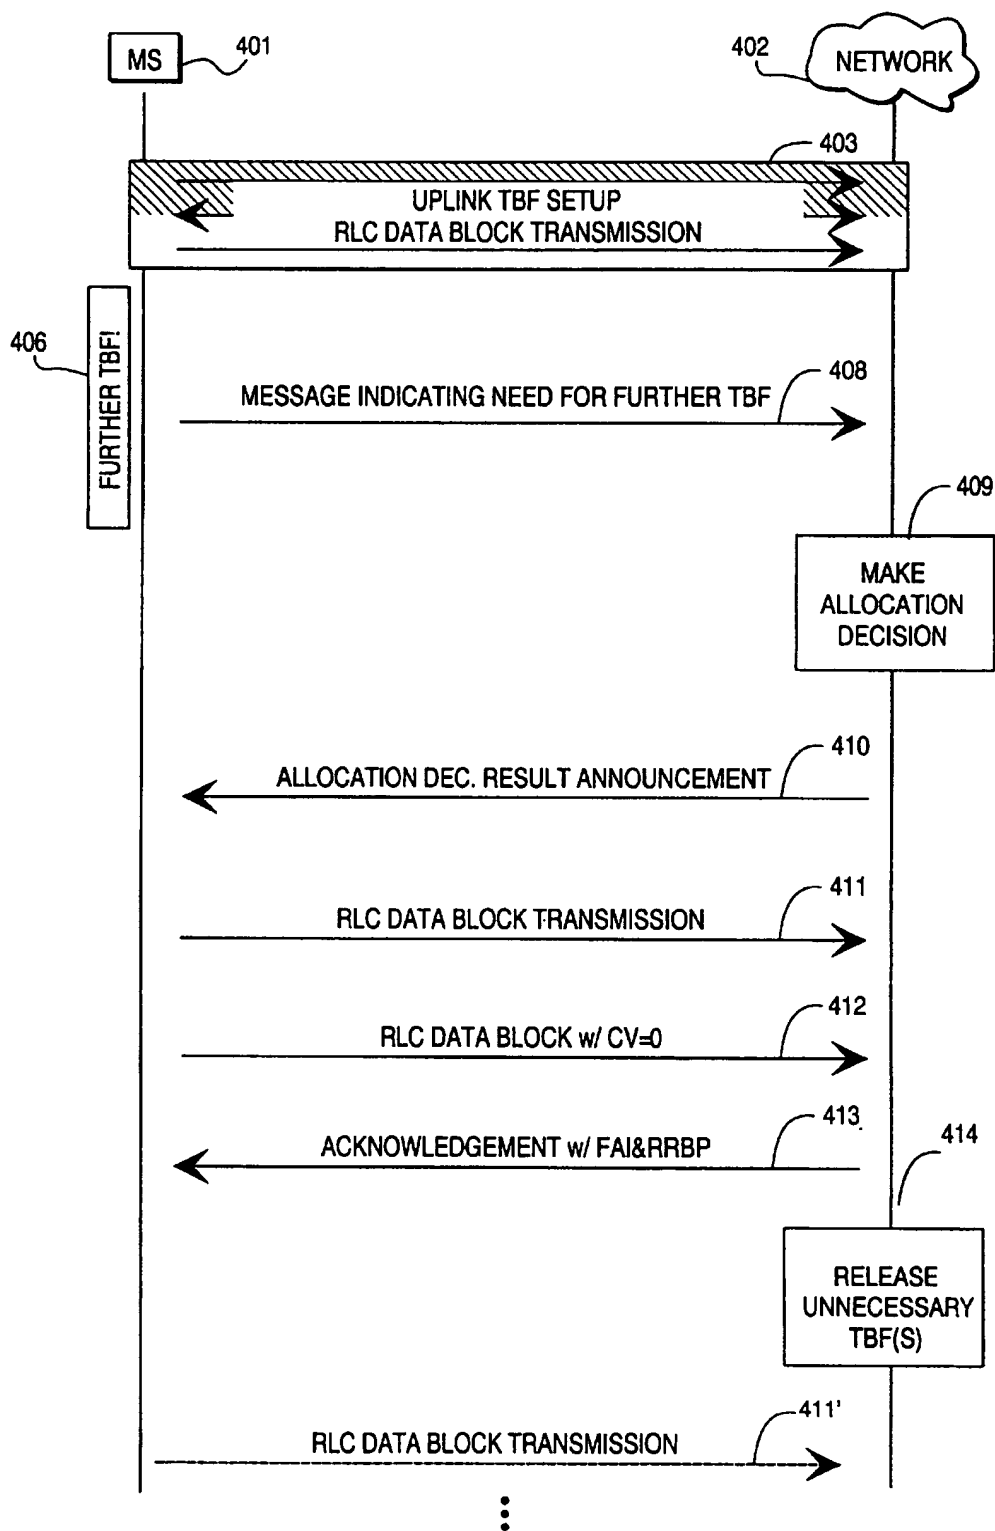 MS
401
402
NETWORK
403
UPLINK TBF SETUP
RLC DATA BLOCK TRANSMISSION
406
FURTHER TBF!
408
MESSAGE INDICATING NEED FOR FURTHER TBF
409
MAKE
ALLOCATION
DECISION
410
ALLOCATION DEC. RESULT ANNOUNCEMENT
411
RLC DATA BLOCK TRANSMISSION
412
RLC DATA BLOCK w/ CV=0
413
ACKNOWLEDGEMENT w/ FAI&RRBP
414
RELEASE
UNNECESSARY
TBF(S)
411'
RLC DATA BLOCK TRANSMISSION